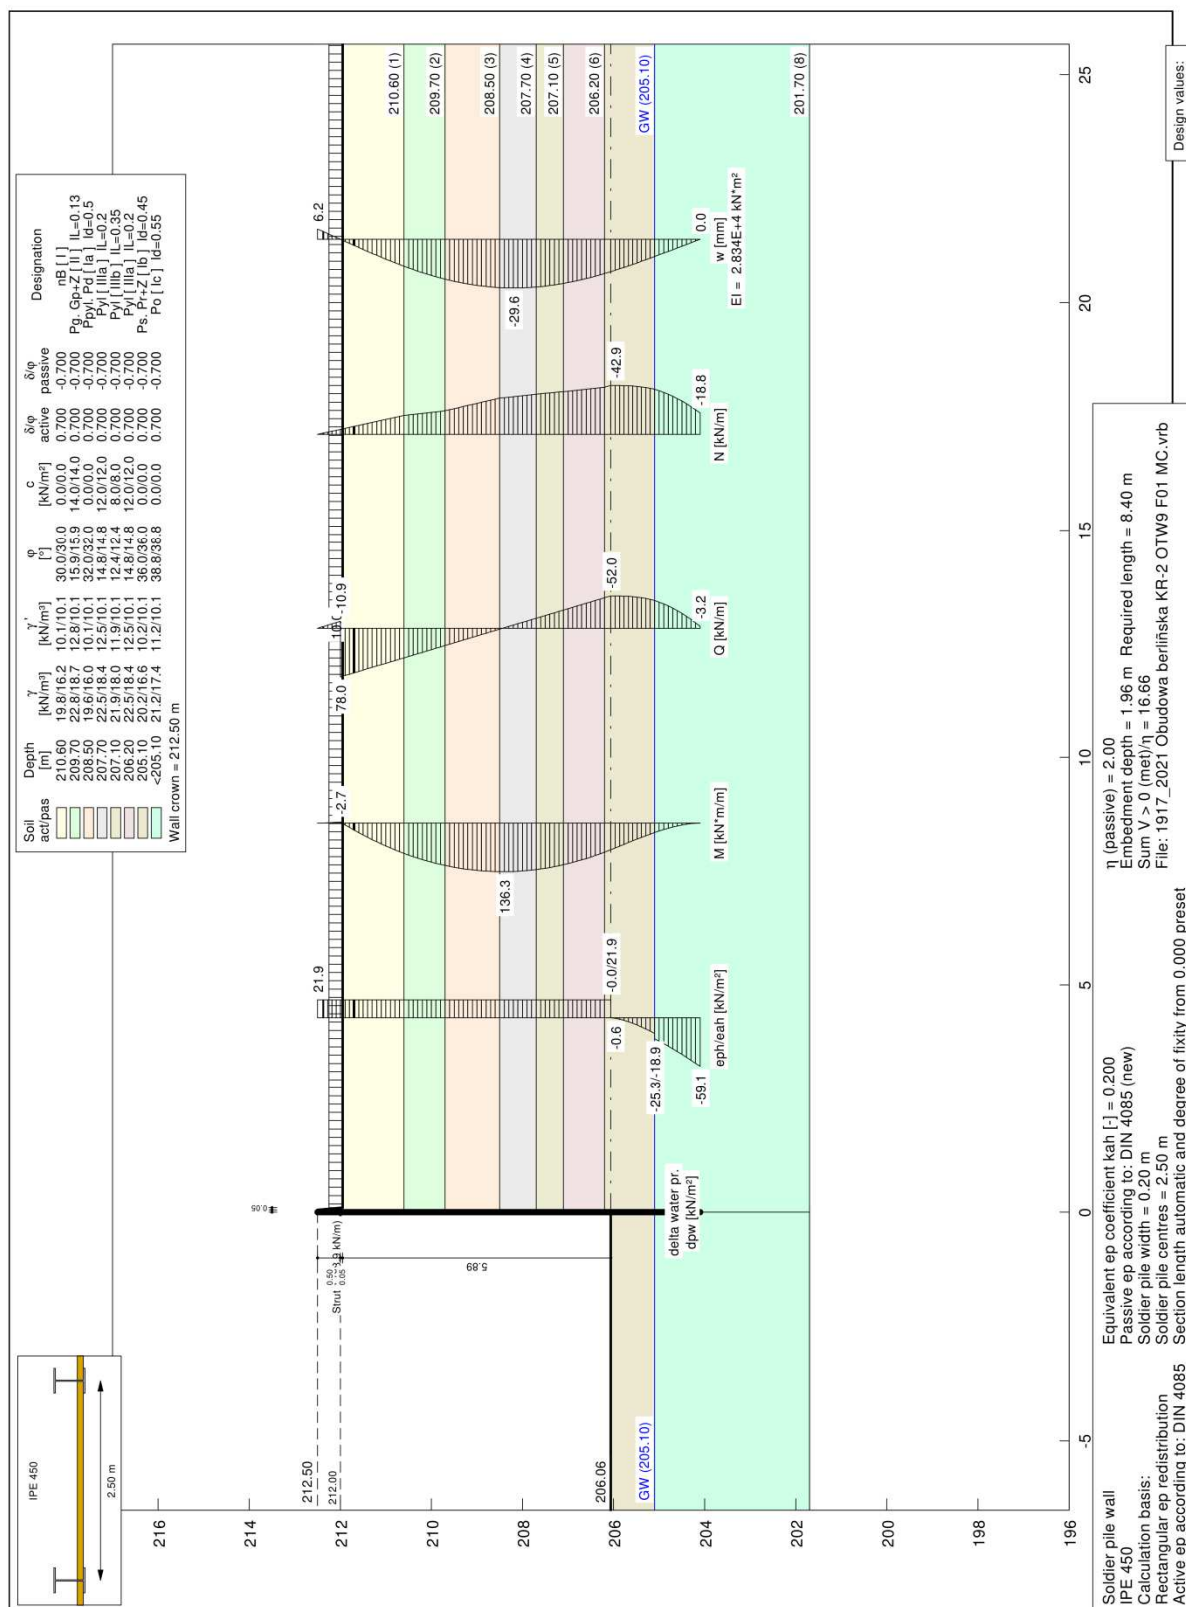 IPE 450
2.50 m
Soil
act/pas
Depth
[m]
γ
[kN/m³]
γ'
[kN/m³]
φ
[°]
c
[kN/m²]
δ/φ
active
δ/φ
passive
Designation
210.60 19.8/16.2 10.1/10.1 30.0/30.0 0.0/0.0 0.700 -0.700 nB [ I ]
209.70 22.8/18.7 12.8/10.1 15.9/15.9 14.0/14.0 0.700 -0.700 Pg. Gp+Z [ II ] IL=0.13
208.50 19.6/16.0 10.1/10.1 32.0/32.0 0.0/0.0 0.700 -0.700 Ppyl. Pd [ Ia ] Id=0.5
207.70 22.5/18.4 12.5/10.1 14.8/14.8 12.0/12.0 0.700 -0.700 Pyl [ IIIa ] IL=0.2
207.10 21.9/18.0 11.9/10.1 12.4/12.4 8.0/8.0 0.700 -0.700 Pyl [ IIIb ] IL=0.35
206.20 22.5/18.4 12.5/10.1 14.8/14.8 12.0/12.0 0.700 -0.700 Pyl [ IIIa ] IL=0.2
205.10 20.2/16.6 10.2/10.1 36.0/36.0 0.0/0.0 0.700 -0.700 Ps. Pr+Z [ Ib ] Id=0.45
<205.10 21.2/17.4 11.2/10.1 38.8/38.8 0.0/0.0 0.700 -0.700 Po [ Ic ] Id=0.55
Wall crown = 212.50 m
216
214
212
210
208
206
204
202
200
198
196
212.50
212.00
206.06
GW (205.10)
0.05
0.50
0.05
Strut
kN/m)
5.89
delta water pr.
dpw [kN/m²]
21.9
-0.0/21.9
-0.6
-25.3/-18.9
-59.1
eph/eah [kN/m²]
-2.7
136.3
M [kN*m/m]
-10.9
78.0
-52.0
-3.2
Q [kN/m]
-42.9
-18.8
N [kN/m]
6.2
-29.6
0.0
w [mm]
EI = 2.834E+4 kN*m²
210.60 (1)
209.70 (2)
208.50 (3)
207.70 (4)
207.10 (5)
206.20 (6)
GW (205.10)
201.70 (8)
-5
0
5
10
15
20
25
Soldier pile wall
IPE 450
Calculation basis:
Rectangular ep redistribution
Active ep according to: DIN 4085
Equivalent ep coefficient kah [-] = 0.200
Passive ep according to: DIN 4085 (new)
Soldier pile width = 0.20 m
Soldier pile centres = 2.50 m
Section length automatic and degree of fixity from 0.000 preset
η (passive) = 2.00
Embedment depth = 1.96 m Required length = 8.40 m
Sum V > 0 (met)/η = 16.66
File: 1917_2021 Obudowa berlińska KR-2 OTW9 F01 MC.vrb
Design values: